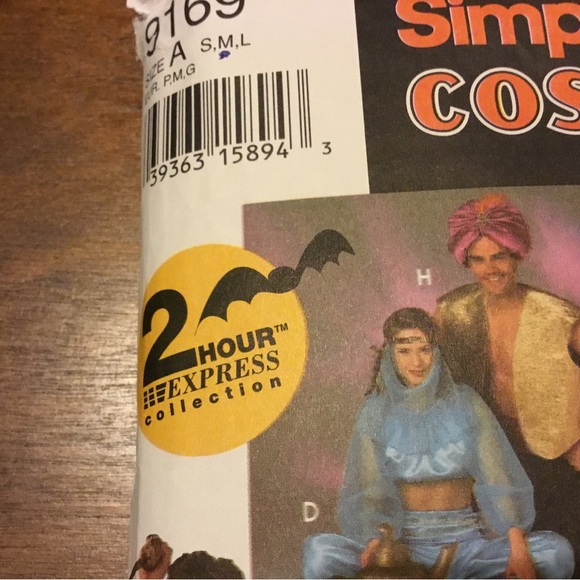 9169
SIZE A S,M,L
P,M,G
39363 15894 3
Simp
COS
2 HOUR™
EXPRESS
collection
H
D